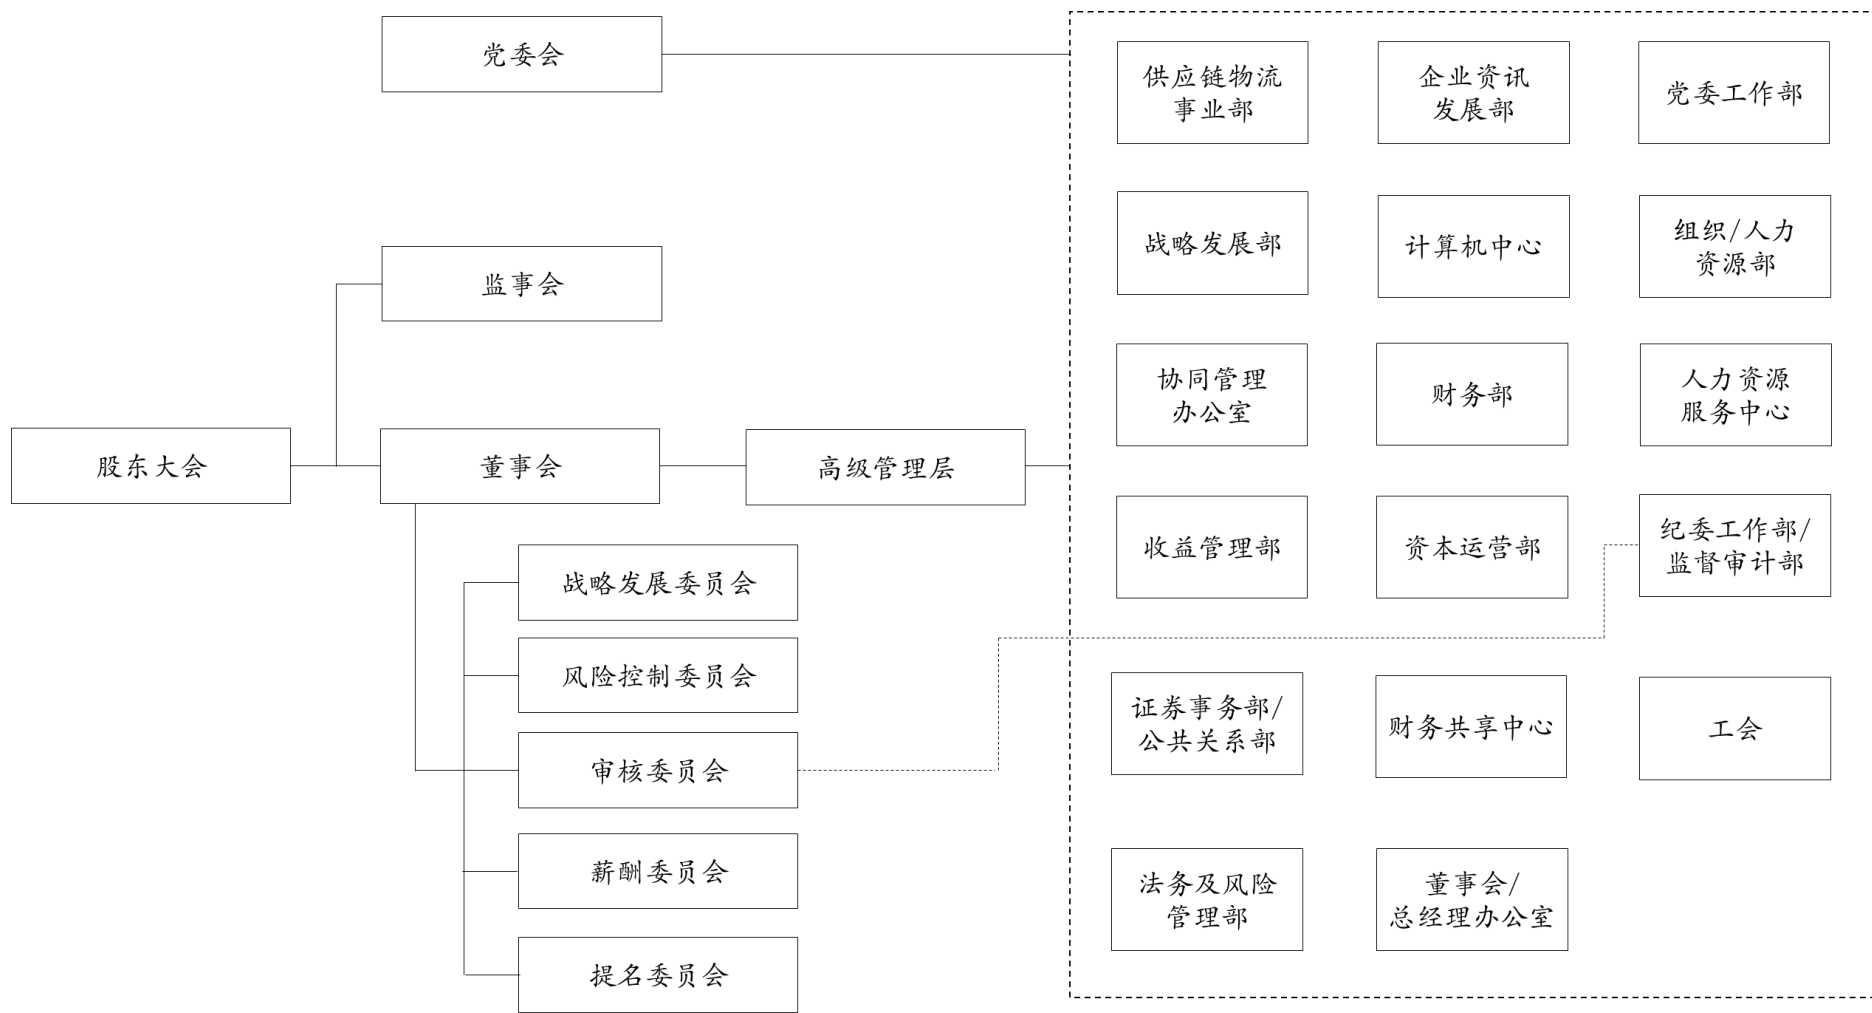 党委会
供应链物流
事业部
企业资讯
发展部
党委工作部
战略发展部
计算机中心
组织/人力
资源部
监事会
协同管理
办公室
财务部
人力资源
服务中心
股东大会
董事会
高级管理层
收益管理部
资本运营部
纪委工作部/
监督审计部
战略发展委员会
风险控制委员会
审核委员会
薪酬委员会
提名委员会
证券事务部/
公共关系部
财务共享中心
工会
法务及风险
管理部
董事会/
总经理办公室